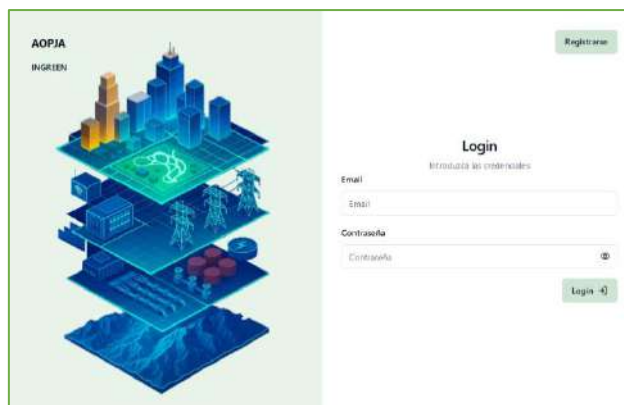 AOPJA
INGREEN
Registrarse
Login
Introduzca las credenciales
Email
Email
Contraseña
Contraseña
Login